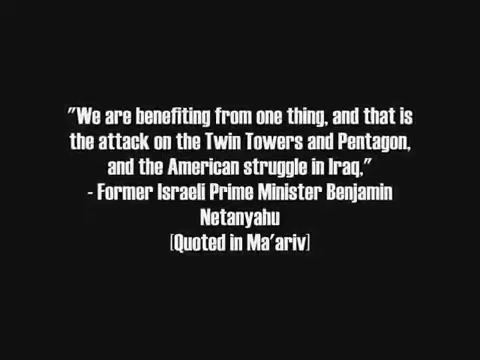 "We are benefiting from one thing, and that is
the attack on the Twin Towers and Pentagon,
and the American struggle in Iraq,"
- Former Israeli Prime Minister Benjamin
Netanyahu
[Quoted in Ma'ariv]